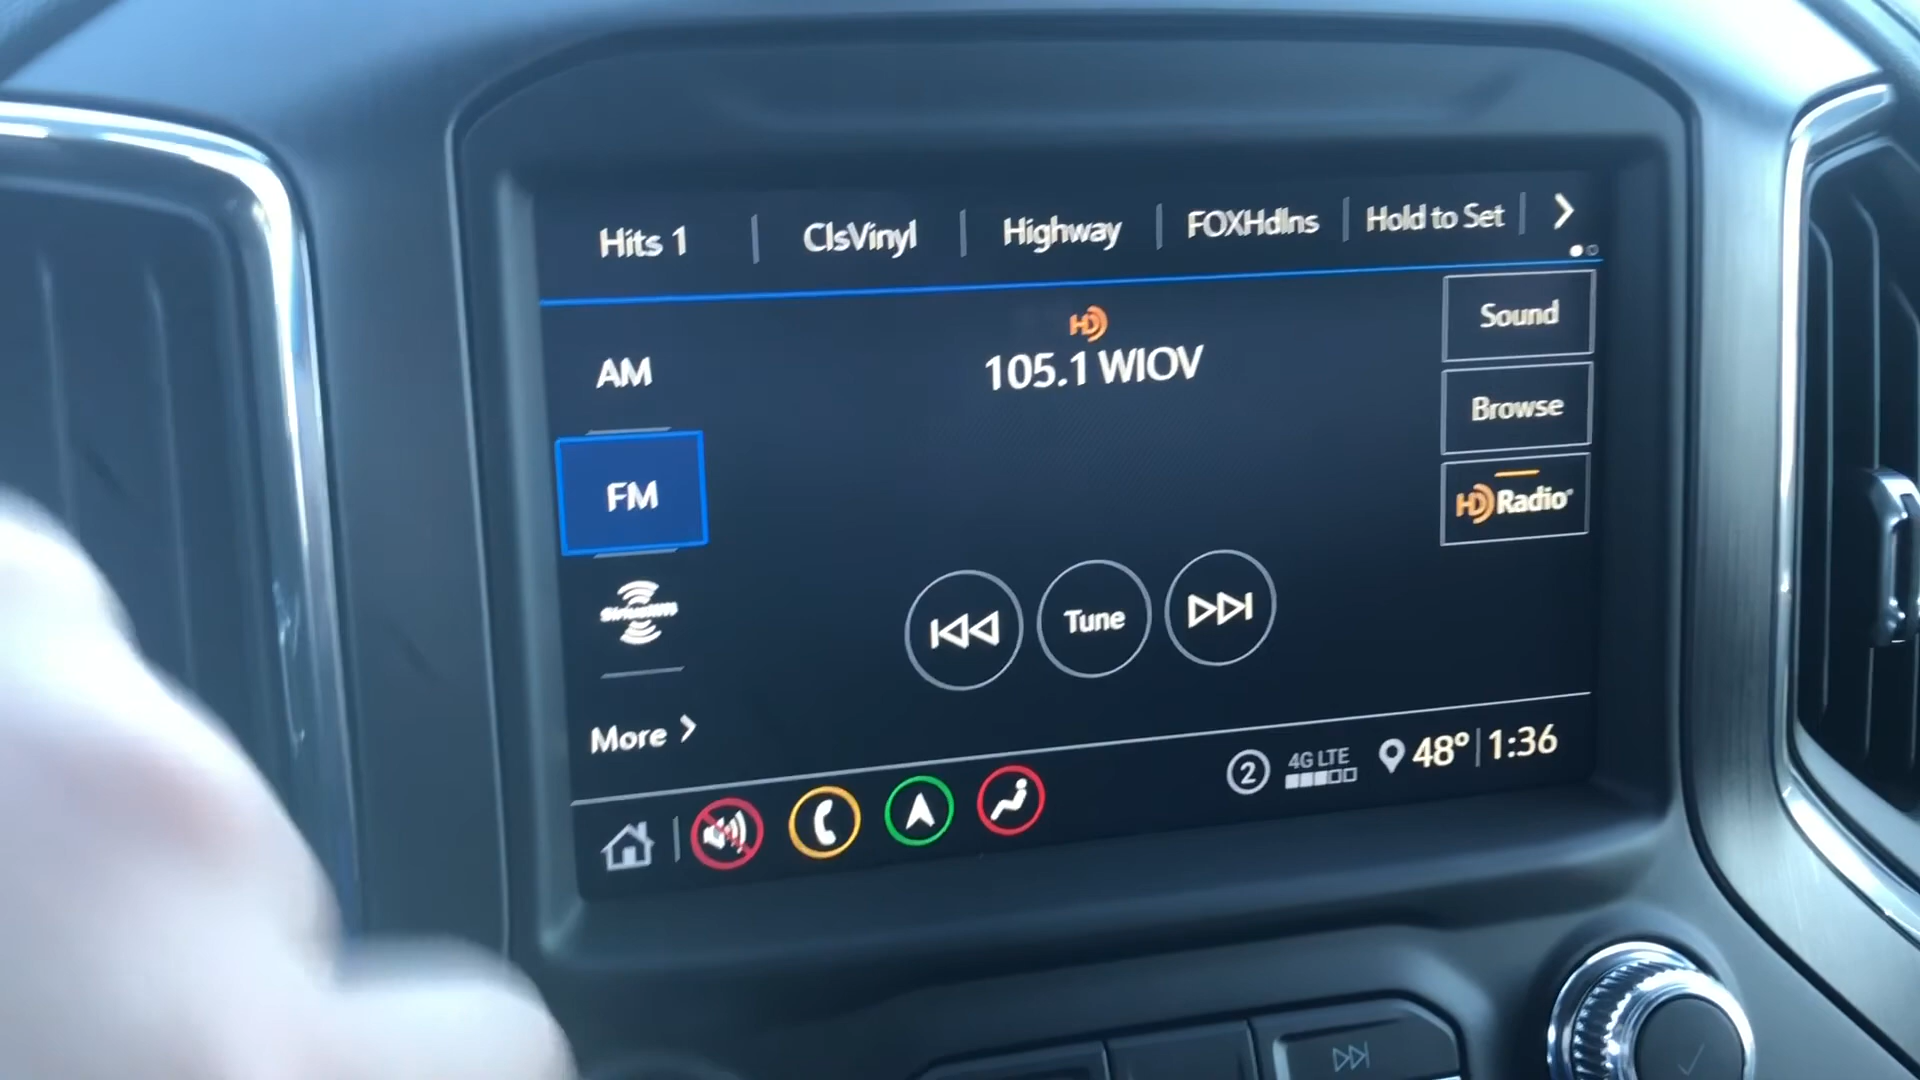 Hits 1
ClsVinyl
Highway
FOXHdlns
Hold to Set
AM
FM
SiriusXM
More
HD
105.1 WIOV
Tune
Sound
Browse
HD Radio
2
4G LTE
48°
1:36